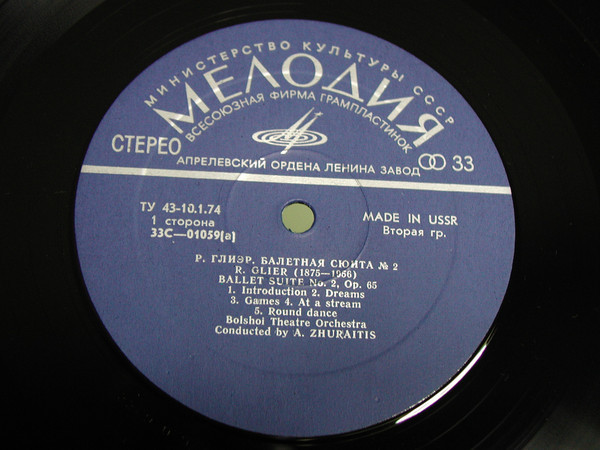 МИНИСТЕРСТВО КУЛЬТУРЫ СССР
МЕЛОДИЯ
ВСЕСОЮЗНАЯ ФИРМА ГРАМПЛАСТИНОК
СТЕРЕО
АПРЕЛЕВСКИЙ ОРДЕНА ЛЕНИНА ЗАВОД
33
ТУ 43-10.1.74
1 сторона
33С—01059[а]
MADE IN USSR
Вторая гр.
Р. ГЛИЭР. БАЛЕТНАЯ СЮИТА № 2
R. GLIER (1875—1966)
BALLET SUITE No. 2, Op. 65
1. Introduction 2. Dreams
3. Games 4. At a stream
5. Round dance
Bolshoi Theatre Orchestra
Conducted by A. ZHURAITIS